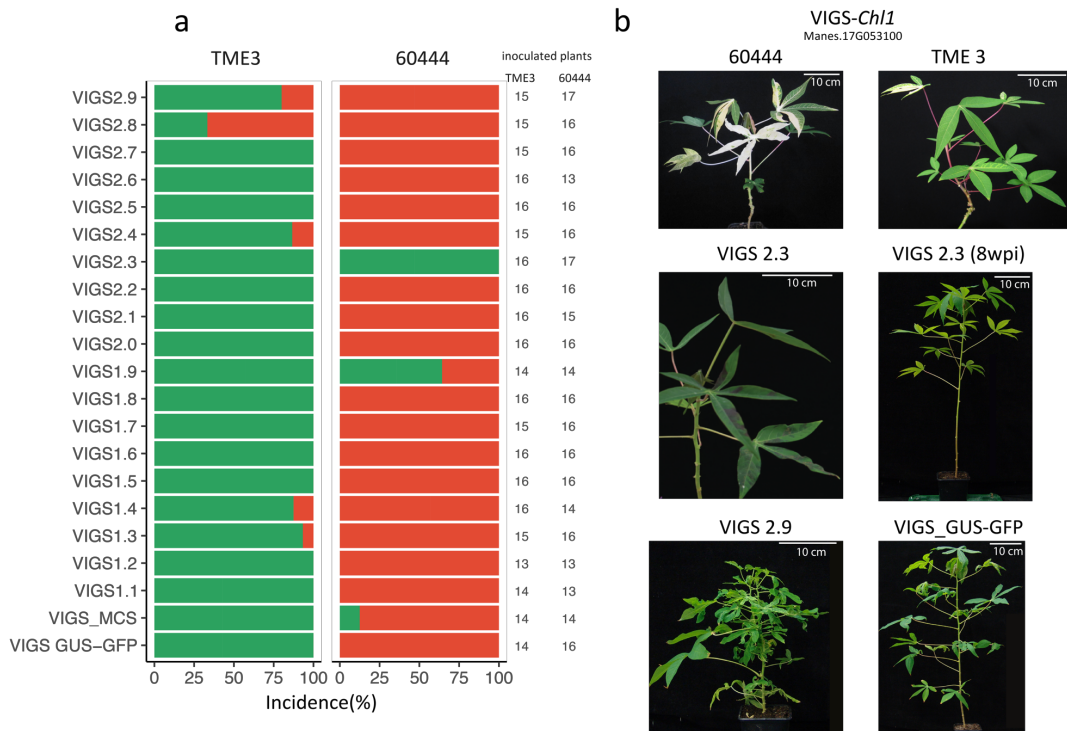 a
TME3 60444 inoculated plants
TME3 60444
VIGS2.9 15 17
VIGS2.8 15 16
VIGS2.7 15 16
VIGS2.6 16 13
VIGS2.5 16 16
VIGS2.4 15 16
VIGS2.3 16 17
VIGS2.2 16 16
VIGS2.1 16 15
VIGS2.0 16 16
VIGS1.9 14 14
VIGS1.8 16 16
VIGS1.7 15 16
VIGS1.6 16 16
VIGS1.5 16 16
VIGS1.4 16 14
VIGS1.3 15 16
VIGS1.2 13 13
VIGS1.1 14 13
VIGS_MCS 14 14
VIGS GUS−GFP 14 16
0 25 50 75 100 0 25 50 75 100
Incidence(%)
b
VIGS-Chl1
Manes.17G053100
60444 TME 3
10 cm 10 cm
VIGS 2.3 VIGS 2.3 (8wpi)
10 cm 10 cm
VIGS 2.9 VIGS_GUS-GFP
10 cm 10 cm